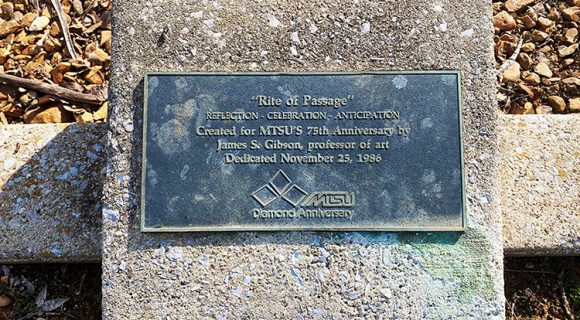 "Rite of Passage"
REFLECTION - CELEBRATION - ANTICIPATION
Created for MTSU'S 75th Anniversary by
James S. Gibson, professor of art
Dedicated November 25, 1986
MTSU
Diamond Anniversary